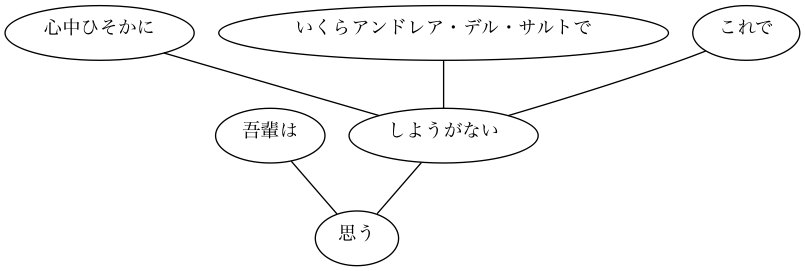 心中ひそかに
いくらアンドレア・デル・サルトで
これで
吾輩は
しようがない
思う